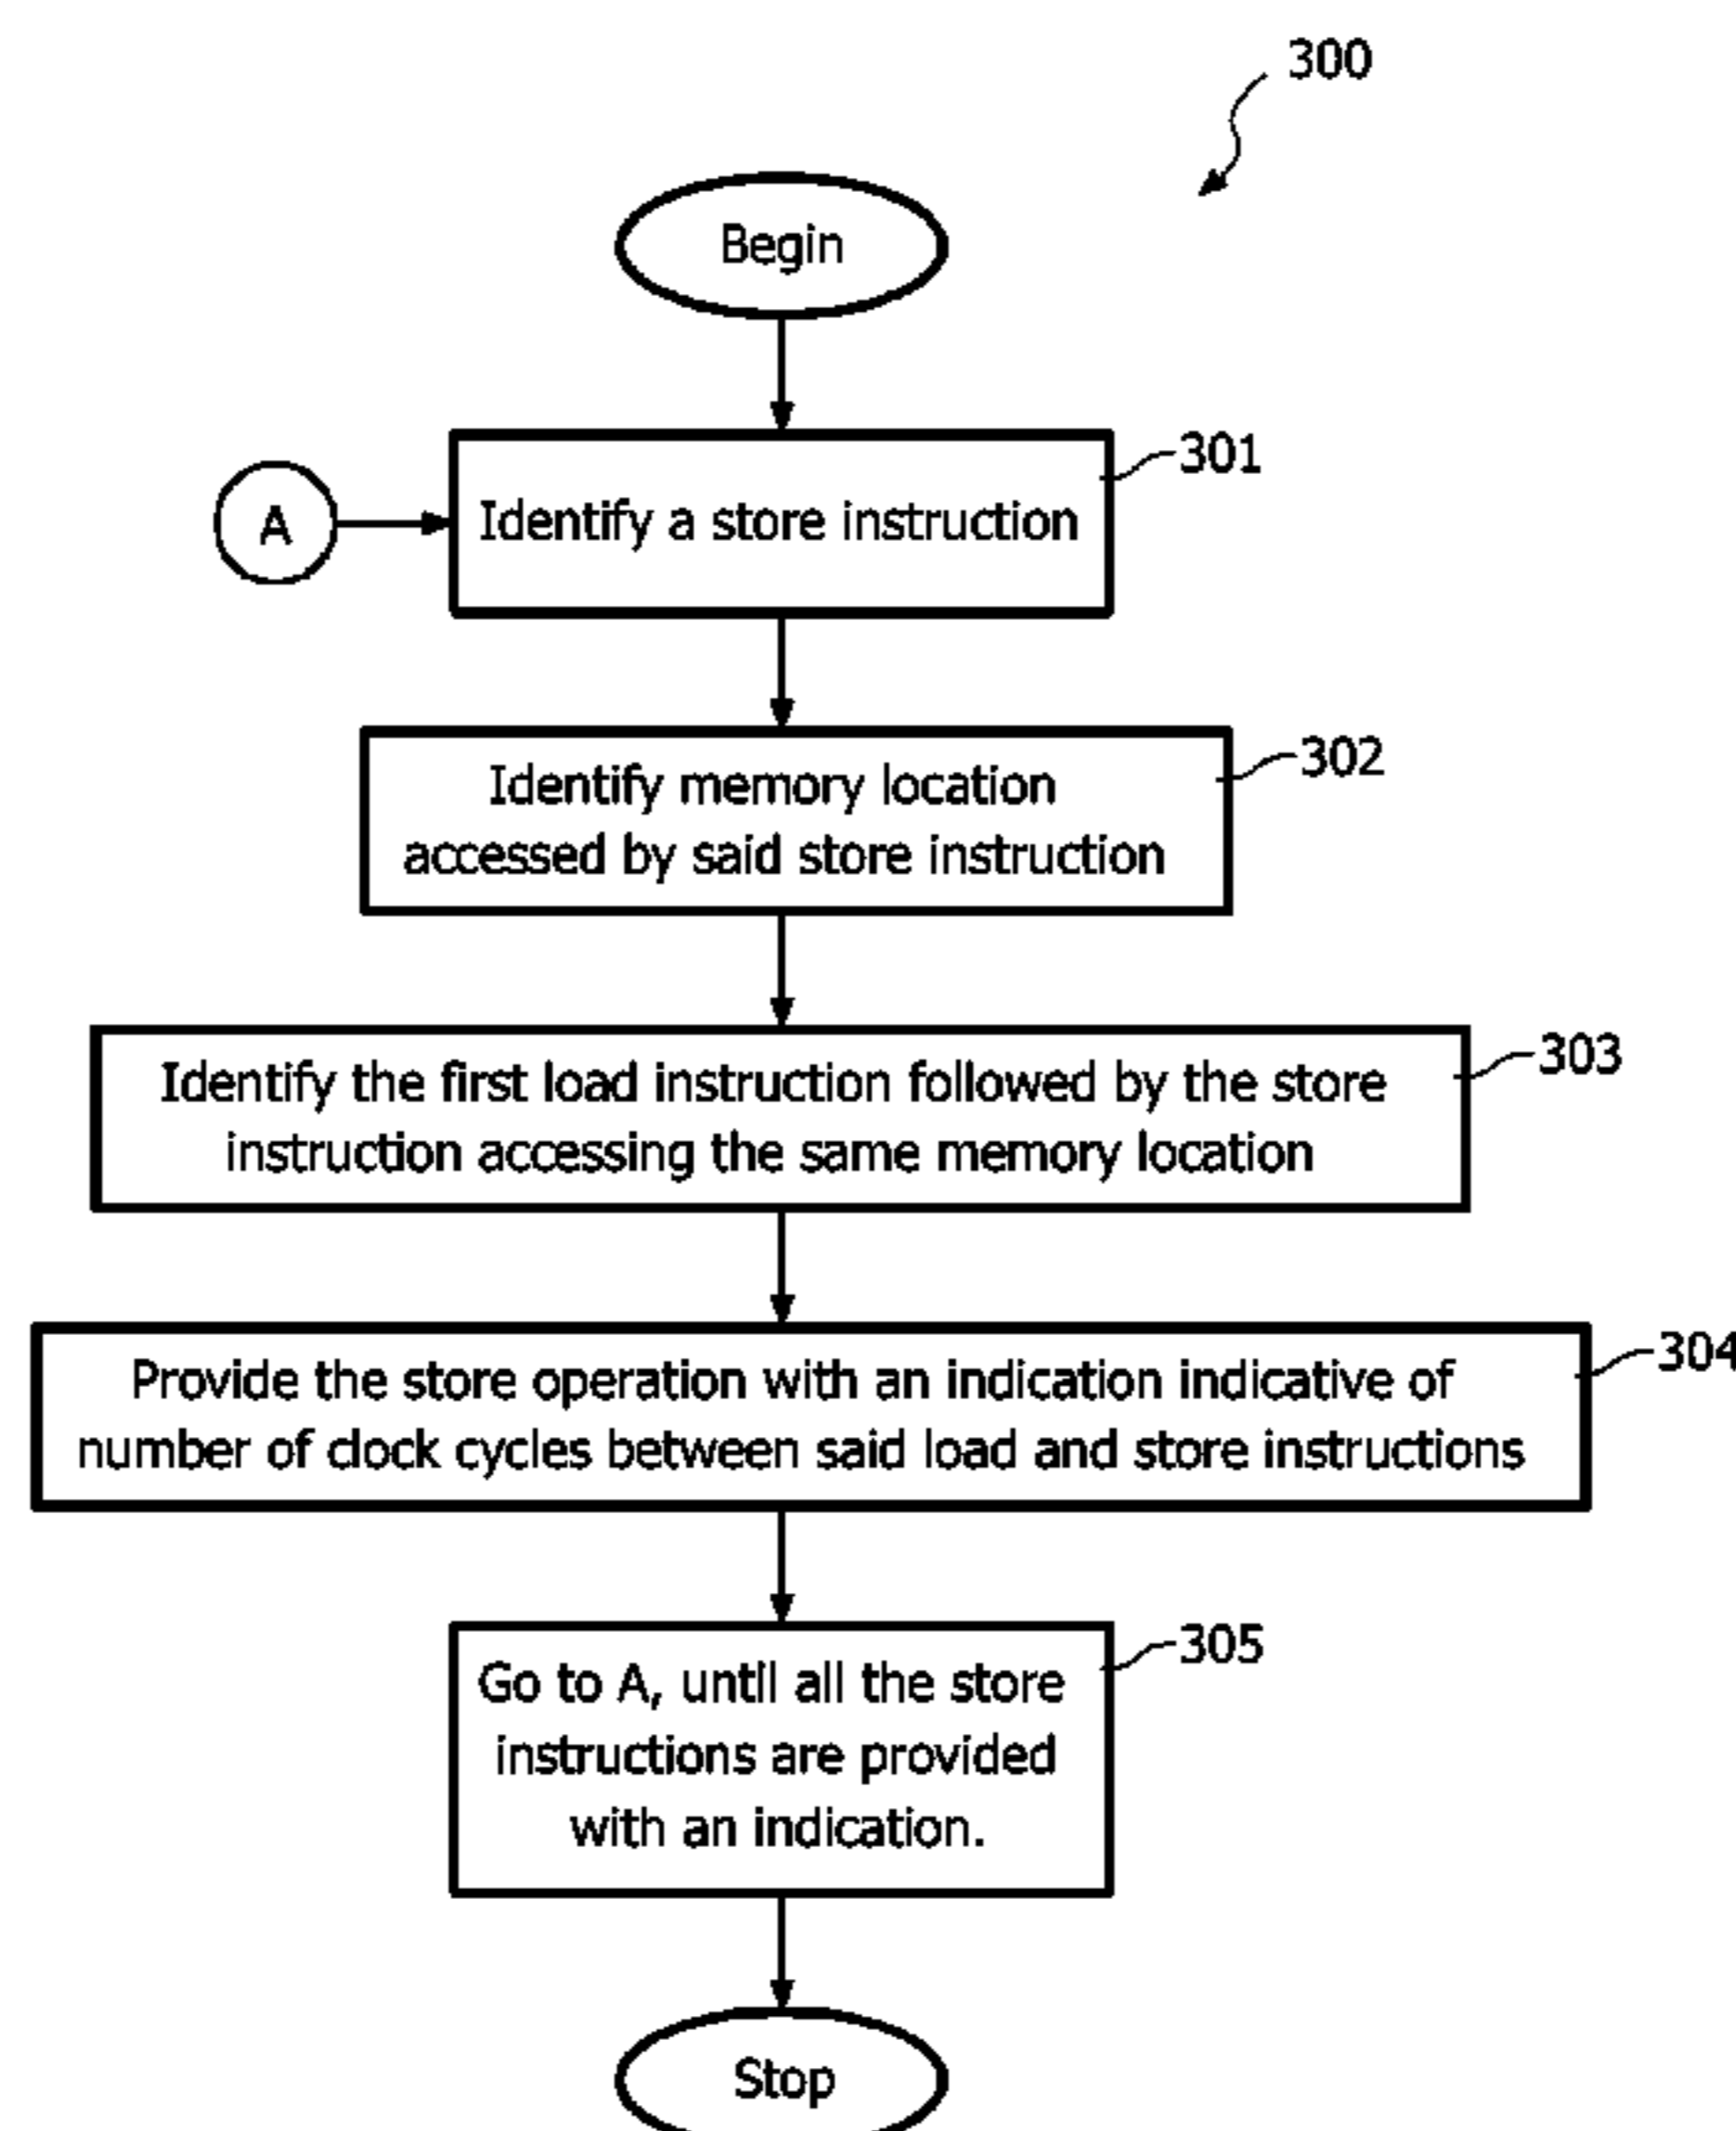 300
Begin
301
A
Identify a store instruction
302
Identify memory location
accessed by said store instruction
303
Identify the first load instruction followed by the store
instruction accessing the same memory location
304
Provide the store operation with an indication indicative of
number of clock cycles between said load and store instructions
305
Go to A, until all the store
instructions are provided
with an indication.
Stop